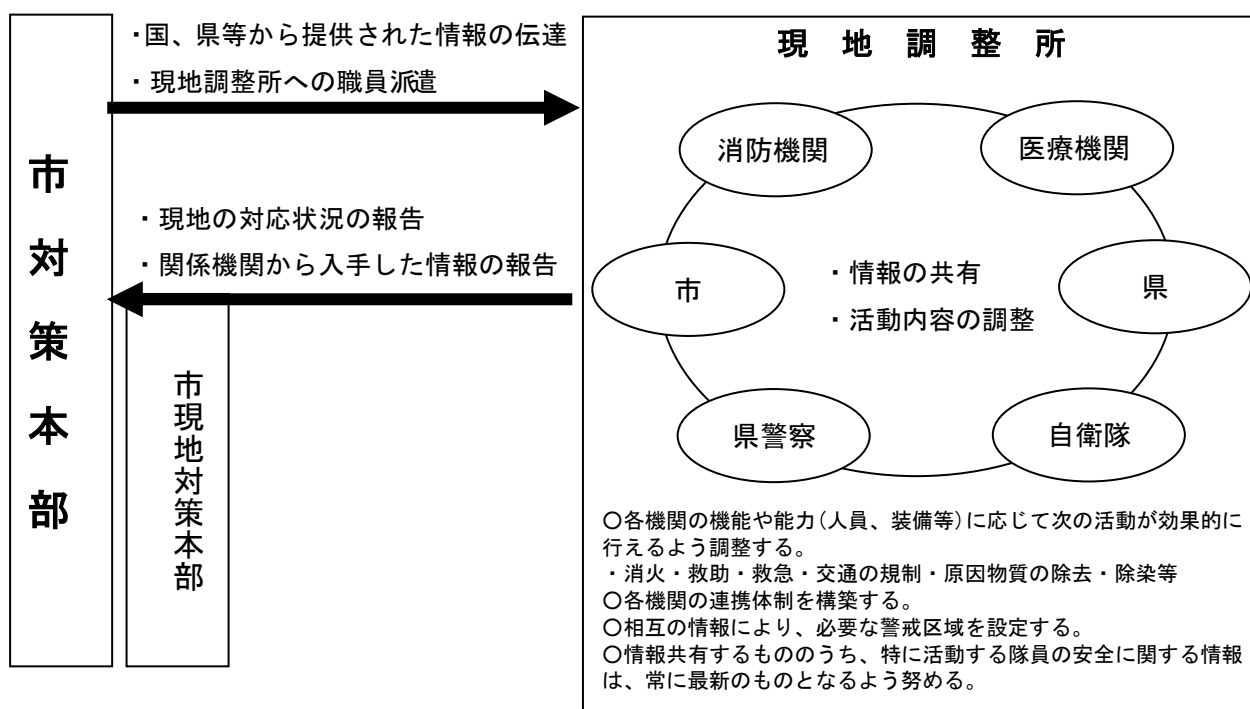 ・国、県等から提供された情報の伝達
・現地調整所への職員派遣
市対策本部
・現地の対応状況の報告
・関係機関から入手した情報の報告
市現地対策本部
現地調整所
消防機関
医療機関
市
・情報の共有
・活動内容の調整
県
県警察
自衛隊
〇各機関の機能や能力(人員、装備等)に応じて次の活動が効果的に
行えるよう調整する。
・消火・救助・救急・交通の規制・原因物質の除去・除染等
〇各機関の連携体制を構築する。
〇相互の情報により、必要な警戒区域を設定する。
〇情報共有するもののうち、特に活動する隊員の安全に関する情報
は、常に最新のものとなるよう努める。